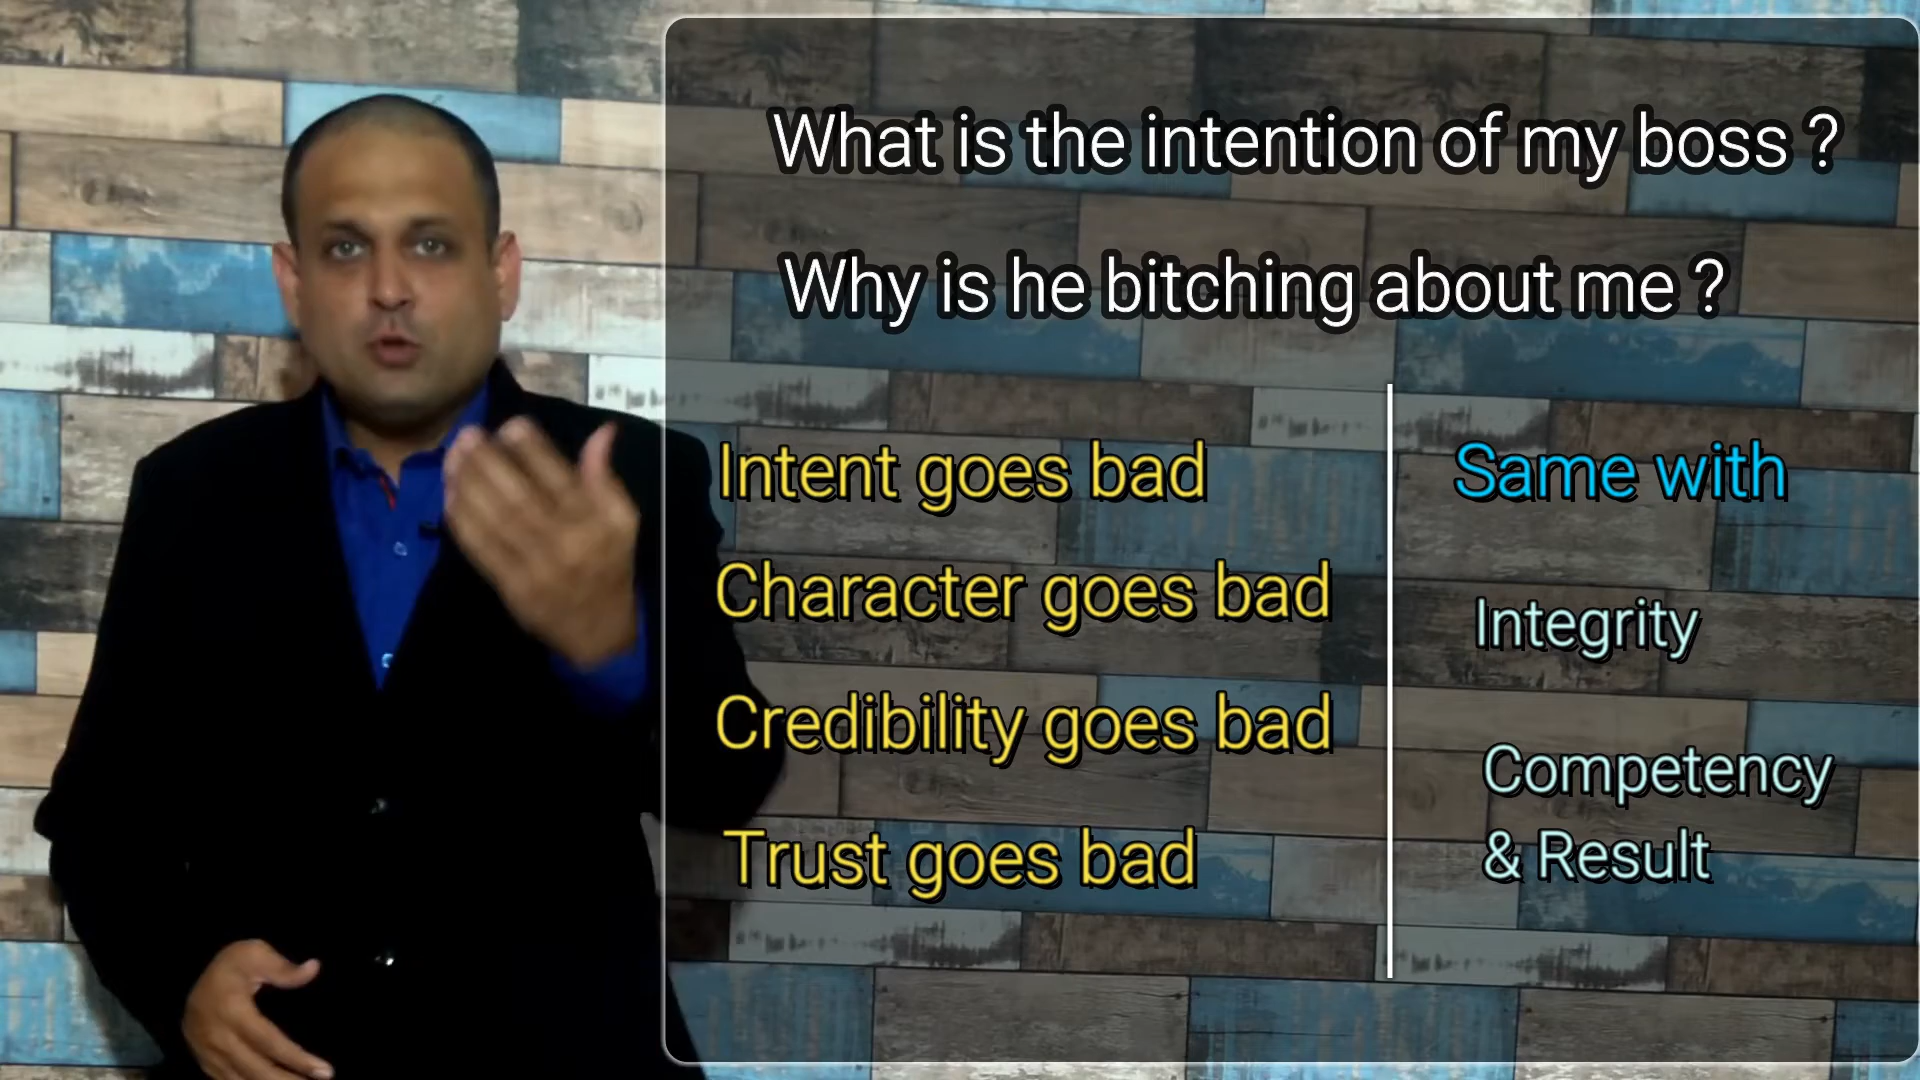 What is the intention of my boss ?
Why is he bitching about me ?
Intent goes bad
Character goes bad
Credibility goes bad
Trust goes bad
Same with
Integrity
Competency
& Result